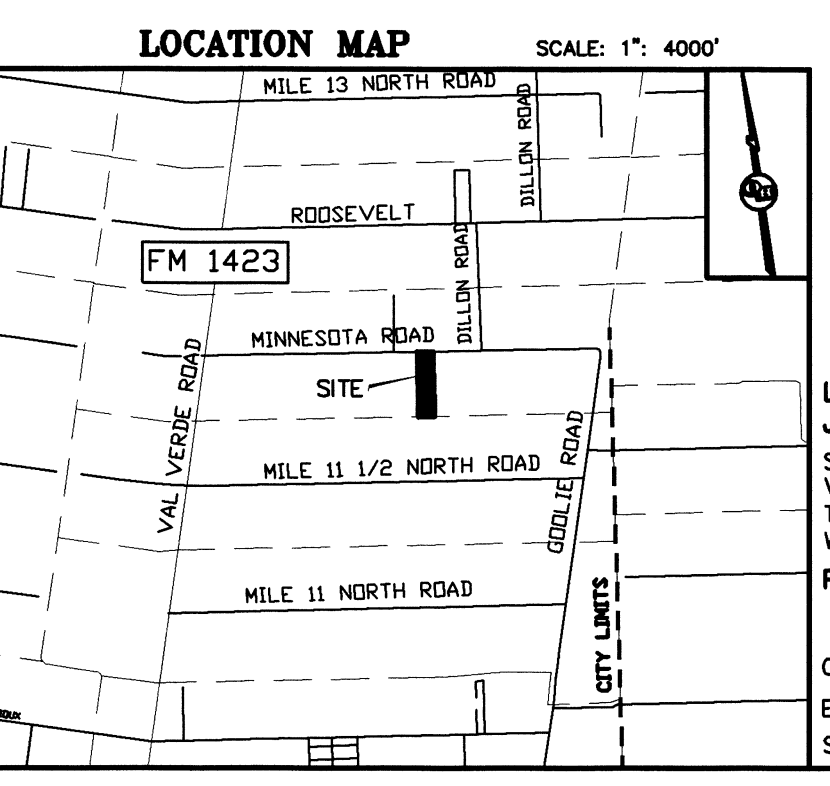 LOCATION MAP
SCALE: 1": 4000'
MILE 13 NORTH ROAD
DILLON ROAD
ROOSEVELT
FM 1423
DILLON ROAD
MINNESOTA ROAD
VAL VERDE ROAD
SITE
GOOLIE ROAD
MILE 11 1/2 NORTH ROAD
MILE 11 NORTH ROAD
CITY LIMITS